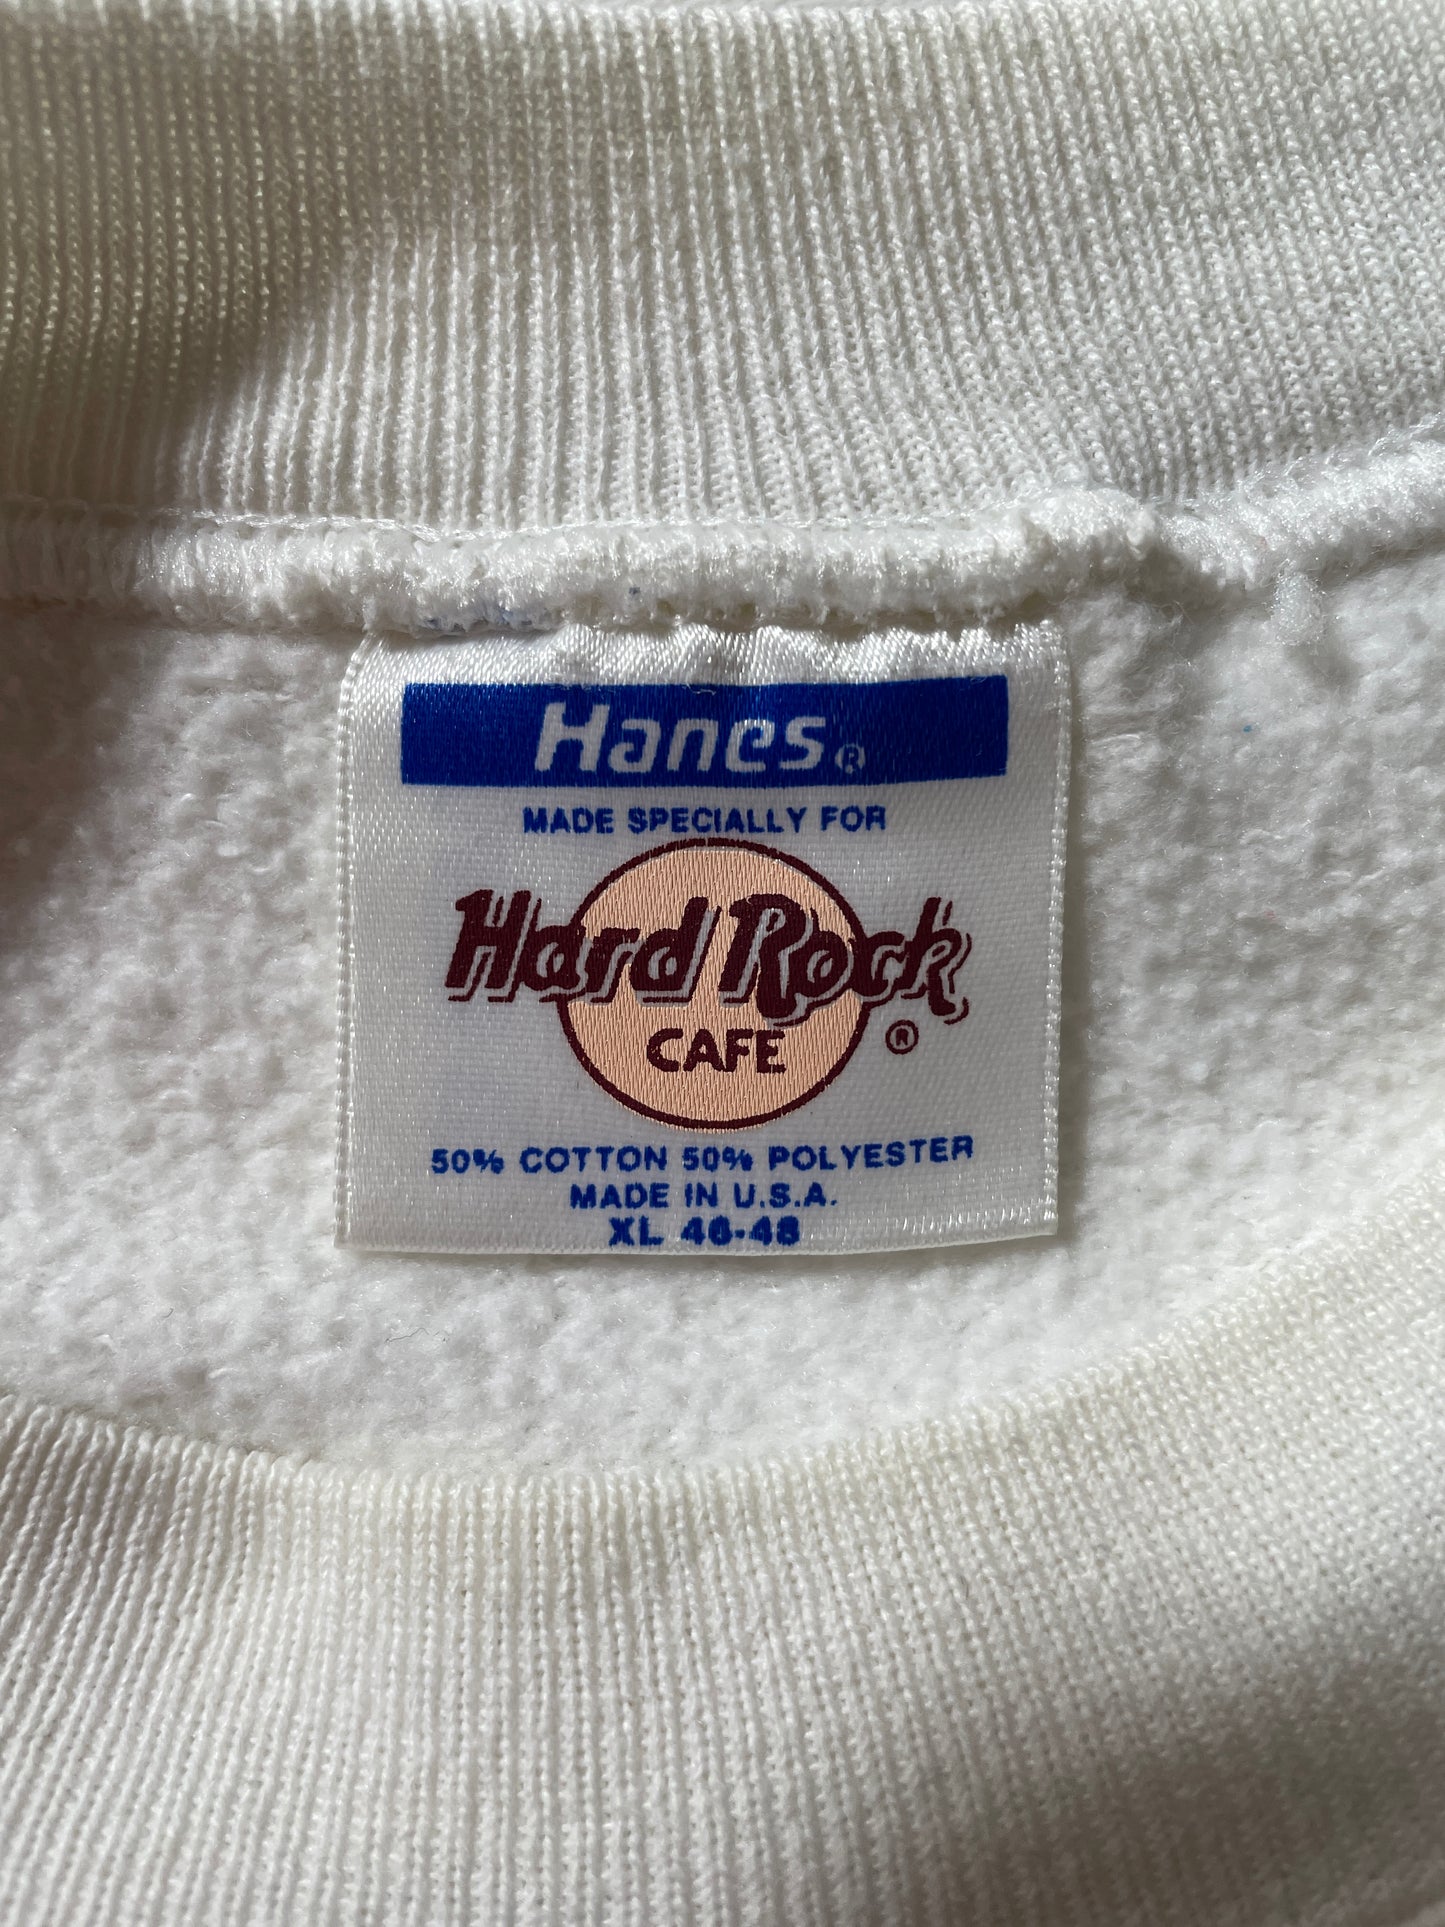 Hanes®
MADE SPECIALLY FOR
Hard Rock
CAFE ®
50% COTTON 50% POLYESTER
MADE IN U.S.A.
XL 46-48